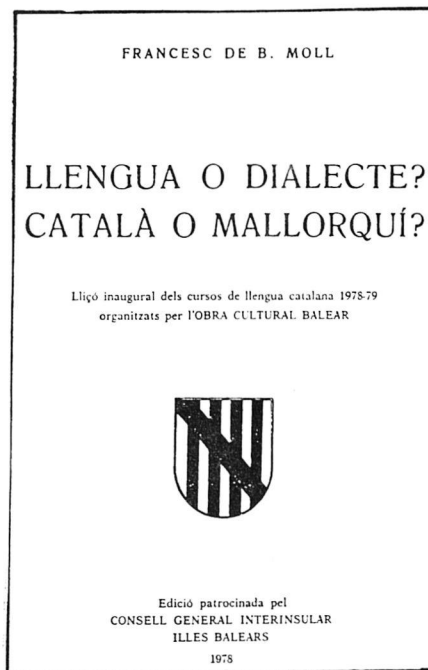 FRANCESC DE B. MOLL
LLENGUA O DIALECTE?
CATALÀ O MALLORQUÍ?
Lliçó inaugural dels cursos de llengua catalana 1978-79
organitzats per l'OBRA CULTURAL BALEAR
Edició patrocinada pel
CONSELL GENERAL INTERINSULAR
ILLES BALEARS
1978